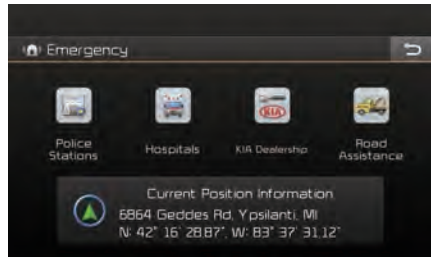 Emergency
KIA
Police
Stations
Hospitals
KIA Dealership
Road
Assistance
Current Position Information
6864 Geddes Rd, Ypsilanti, MI
N: 42° 16' 28.87", W: 83° 37' 31.12"